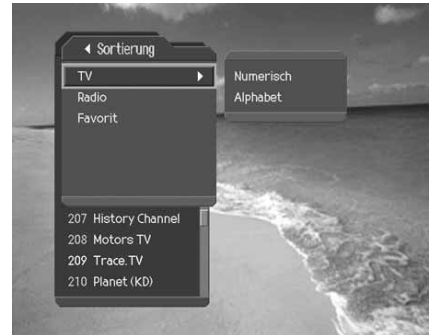 Sortierung
TV
Radio
Favorit
Numerisch
Alphabet
207 History Channel
208 Motors TV
209 Trace.TV
210 Planet (KD)